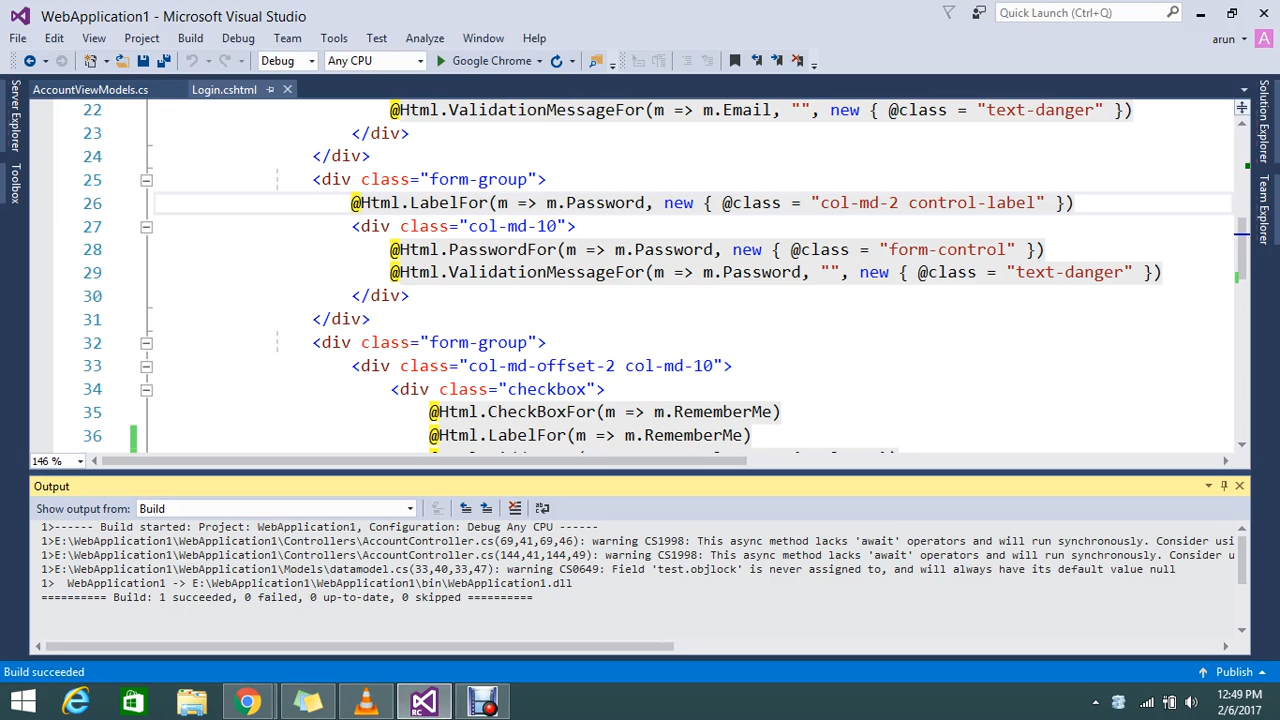 WebApplication1 - Microsoft Visual Studio
Quick Launch (Ctrl+Q)
File Edit View Project Build Debug Team Tools Test Analyze Window Help
arun A
Debug Any CPU Google Chrome
Server Explorer
Toolbox
Solution Explorer
Team Explorer
AccountViewModels.cs Login.cshtml
22 @Html.ValidationMessageFor(m => m.Email, "", new { @class = "text-danger" })
23 </div>
24 </div>
25 <div class="form-group">
26 @Html.LabelFor(m => m.Password, new { @class = "col-md-2 control-label" })
27 <div class="col-md-10">
28 @Html.PasswordFor(m => m.Password, new { @class = "form-control" })
29 @Html.ValidationMessageFor(m => m.Password, "", new { @class = "text-danger" })
30 </div>
31 </div>
32 <div class="form-group">
33 <div class="col-md-offset-2 col-md-10">
34 <div class="checkbox">
35 @Html.CheckBoxFor(m => m.RememberMe)
36 @Html.LabelFor(m => m.RememberMe)
146 %
Output
Show output from: Build
1>------ Build started: Project: WebApplication1, Configuration: Debug Any CPU ------
1>E:\WebApplication1\WebApplication1\Controllers\AccountController.cs(69,41,69,46): warning CS1998: This async method lacks 'await' operators and will run synchronously. Consider usi
1>E:\WebApplication1\WebApplication1\Controllers\AccountController.cs(144,41,144,49): warning CS1998: This async method lacks 'await' operators and will run synchronously. Consider u
1>E:\WebApplication1\WebApplication1\Models\datamodel.cs(33,40,33,47): warning CS0649: Field 'test.objlock' is never assigned to, and will always have its default value null
1> WebApplication1 -> E:\WebApplication1\WebApplication1\bin\WebApplication1.dll
========== Build: 1 succeeded, 0 failed, 0 up-to-date, 0 skipped ==========
Build succeeded
Publish
RC
12:49 PM
2/6/2017